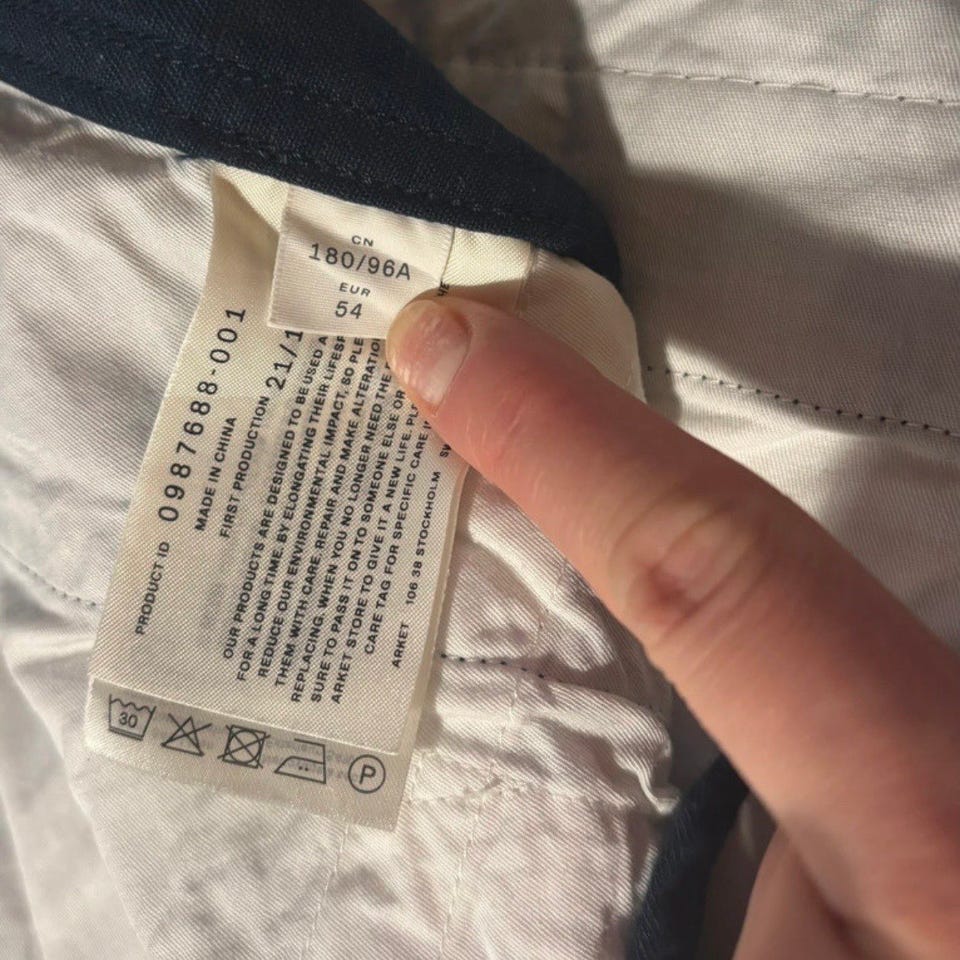 CN
180/96A
EUR
54
PRODUCT ID 0987688-001
MADE IN CHINA
FIRST PRODUCTION 21/1
OUR PRODUCTS ARE DESIGNED TO BE USED A
FOR A LONG TIME. BY ELONGATING THEIR LIFESP
REDUCE OUR ENVIRONMENTAL IMPACT. SO PLE
THEM WITH CARE. REPAIR AND MAKE ALTERATIO
REPLACING. WHEN YOU NO LONGER NEED THE
SURE TO PASS IT ON TO SOMEONE ELSE OR
ARKET STORE TO GIVE IT A NEW LIFE. PL
CARE TAG FOR SPECIFIC CARE
ARKET 106 38 STOCKHOLM SW
30
P